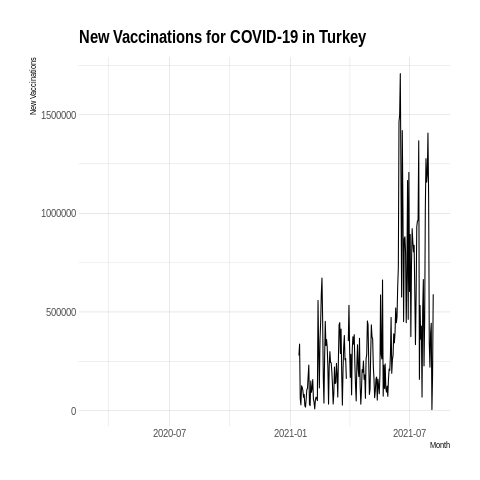 New Vaccinations for COVID-19 in Turkey
New Vaccinations
1500000
1000000
500000
0
2020-07
2021-01
2021-07
Month